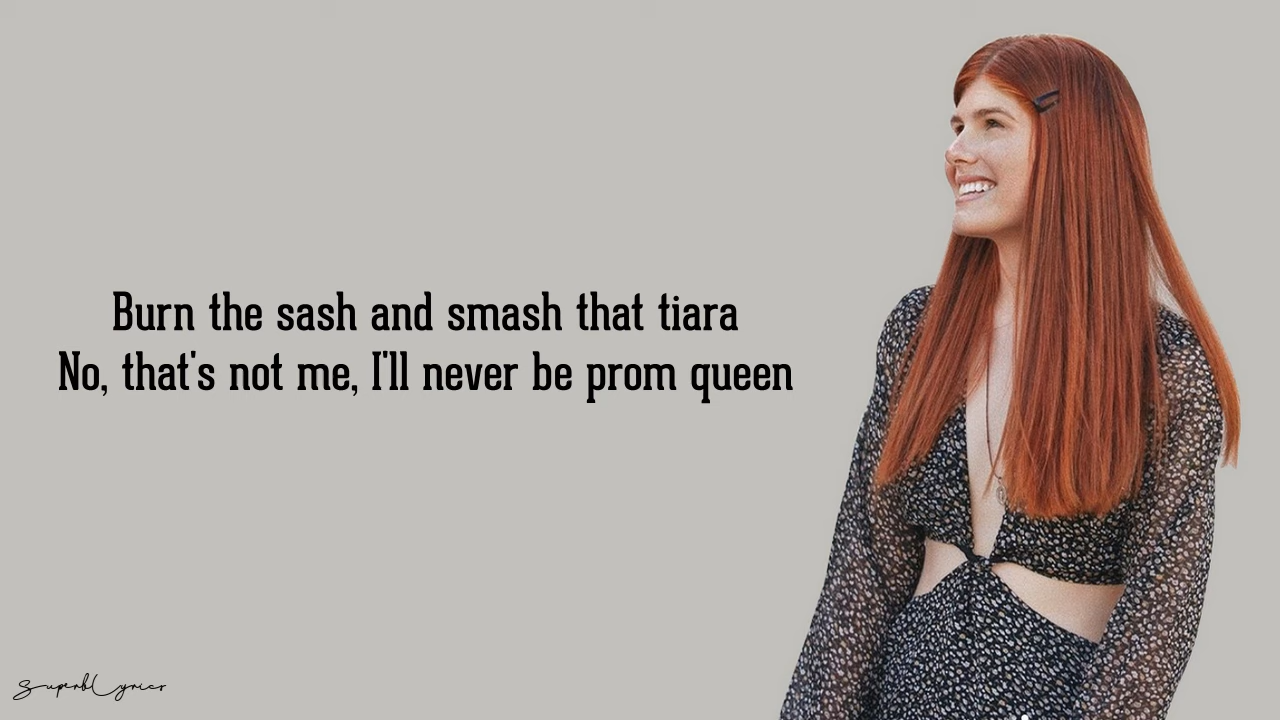 Burn the sash and smash that tiara
No, that's not me, I'll never be prom queen
SuperbLyrics